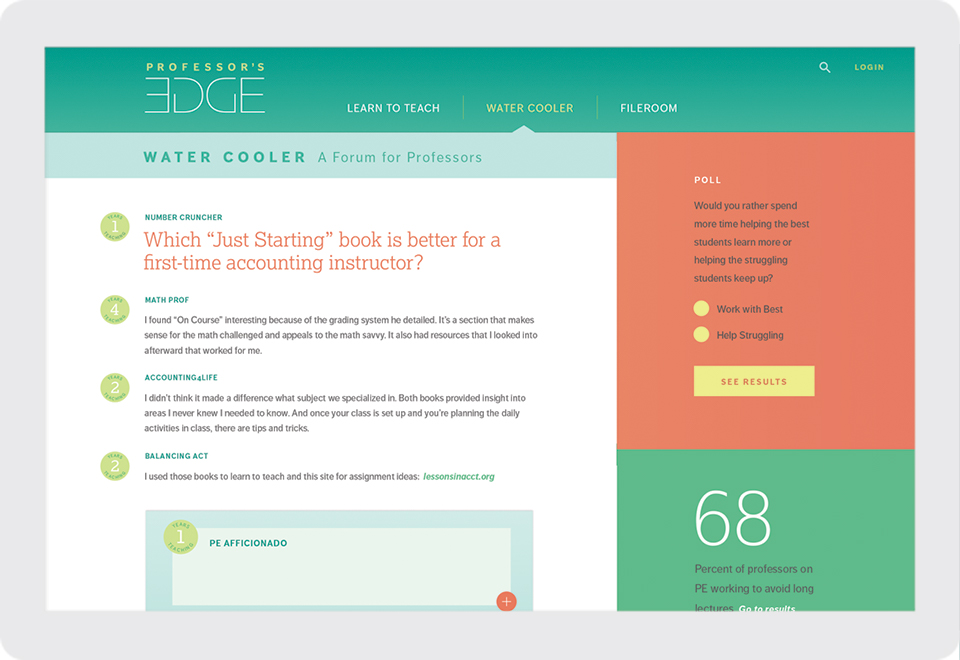 PROFESSOR'S
EDGE
LOGIN
LEARN TO TEACH
WATER COOLER
FILEROOM
WATER COOLER A Forum for Professors
YEARS
1
TEACHING
NUMBER CRUNCHER
Which “Just Starting” book is better for a
first-time accounting instructor?
YEARS
4
TEACHING
MATH PROF
I found “On Course” interesting because of the grading system he detailed. It’s a section that makes
sense for the math challenged and appeals to the math savvy. It also had resources that I looked into
afterward that worked for me.
YEARS
2
TEACHING
ACCOUNTING4LIFE
I didn’t think it made a difference what subject we specialized in. Both books provided insight into
areas I never knew I needed to know. And once your class is set up and you’re planning the daily
activities in class, there are tips and tricks.
YEARS
2
TEACHING
BALANCING ACT
I used those books to learn to teach and this site for assignment ideas: lessonsinacct.org
YEARS
1
TEACHING
PE AFFICIONADO
+
POLL
Would you rather spend
more time helping the best
students learn more or
helping the struggling
students keep up?
Work with Best
Help Struggling
SEE RESULTS
68
Percent of professors on
PE working to avoid long
lectures. Go to results